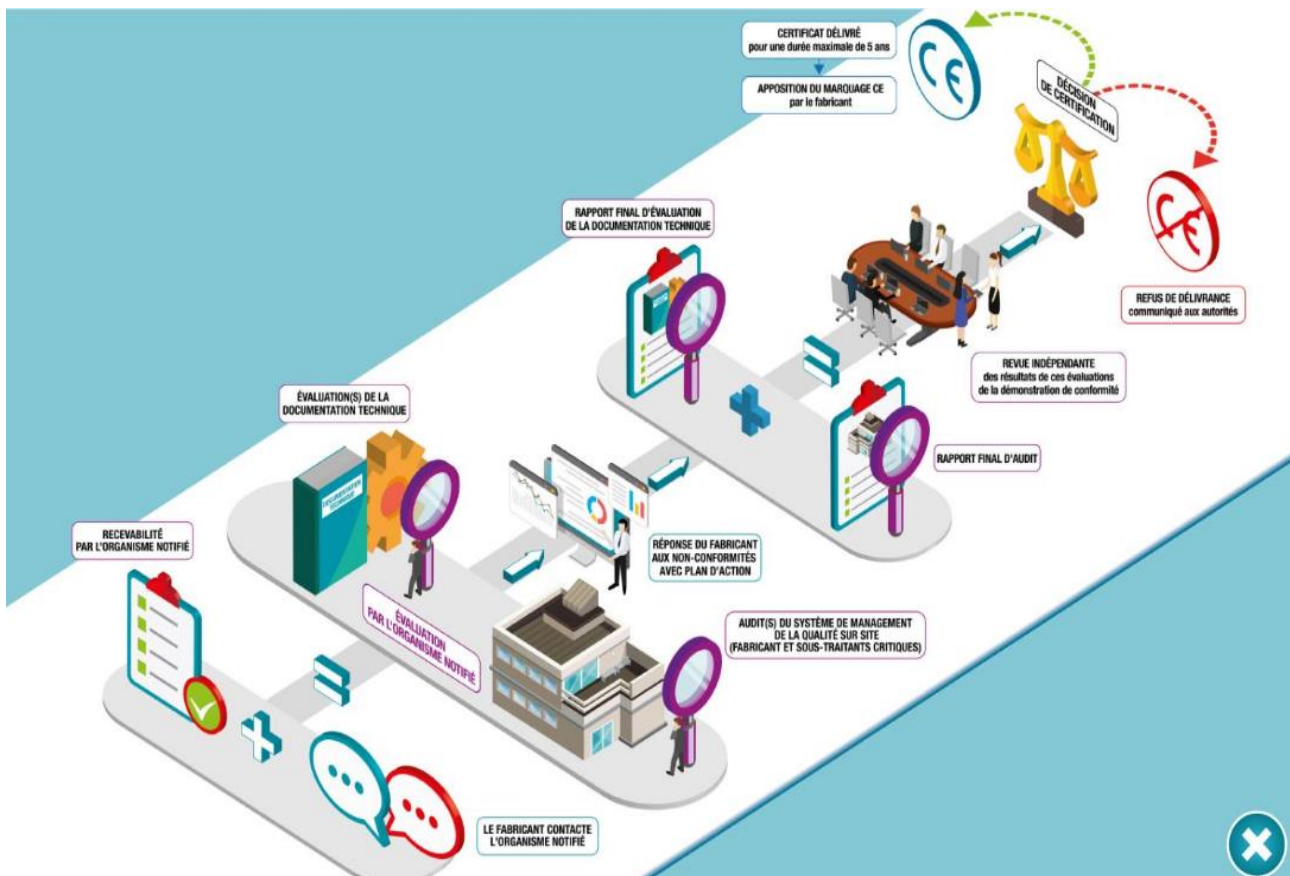 CERTIFICAT DÉLIVRÉ
pour une durée maximale de 5 ans
APPOSITION DU MARQUAGE CE
par le fabricant
CE
DÉCISION
DE CERTIFICATION
CE
REFUS DE DÉLIVRANCE
communiqué aux autorités
RAPPORT FINAL D'ÉVALUATION
DE LA DOCUMENTATION TECHNIQUE
REVUE INDÉPENDANTE
des résultats de ces évaluations
de la démonstration de conformité
RAPPORT FINAL D'AUDIT
ÉVALUATION(S) DE LA
DOCUMENTATION TECHNIQUE
DOCUMENTATION
TECHNIQUE
RÉPONSE DU FABRICANT
AUX NON-CONFORMITÉS
AVEC PLAN D'ACTION
RECEVABILITÉ
PAR L'ORGANISME NOTIFIÉ
ÉVALUATION
PAR L'ORGANISME NOTIFIÉ
AUDIT(S) DU SYSTÈME DE MANAGEMENT
DE LA QUALITÉ SUR SITE
(FABRICANT ET SOUS-TRAITANTS CRITIQUES)
LE FABRICANT CONTACTE
L'ORGANISME NOTIFIÉ